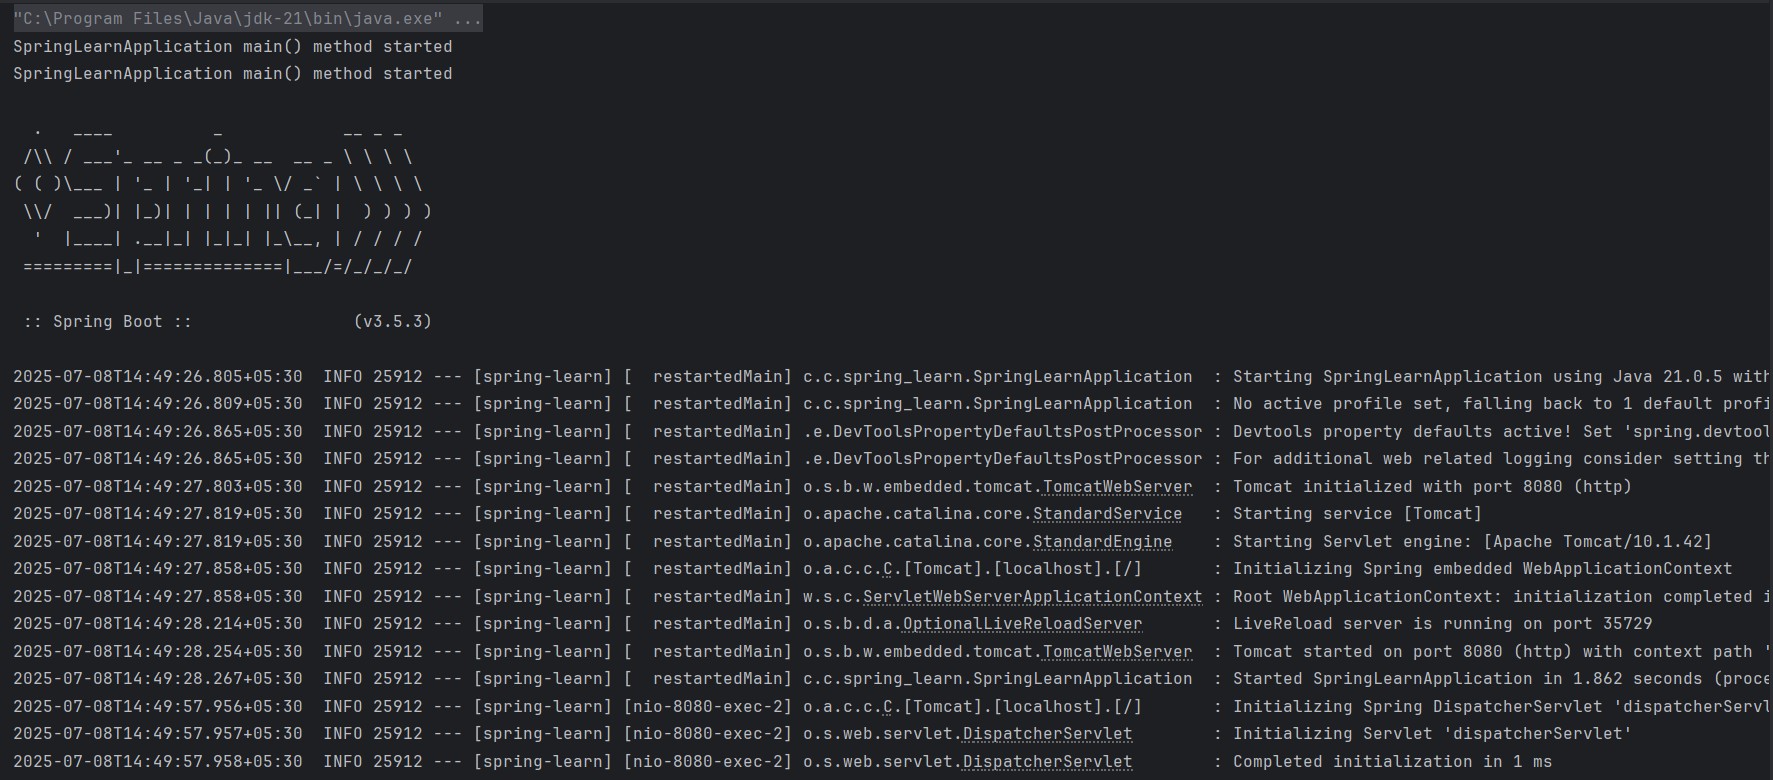 "C:\Program Files\Java\jdk-21\bin\java.exe" ...
SpringLearnApplication main() method started
SpringLearnApplication main() method started
  .   ____          _            __ _ _
 /\\ / ___'_ __ _ _(_)_ __  __ _ \ \ \ \
( ( )\___ | '_ | '_| | '_ \/ _` | \ \ \ \
 \\/  ___)| |_)| | | | | || (_| |  ) ) ) )
  '  |____| .__|_| |_|_| |_\__, | / / / /
 =========|_|==============|___/=/_/_/_/
 :: Spring Boot ::                (v3.5.3)
2025-07-08T14:49:26.805+05:30  INFO 25912 --- [spring-learn] [  restartedMain] c.c.spring_learn.SpringLearnApplication  : Starting SpringLearnApplication using Java 21.0.5 with
2025-07-08T14:49:26.809+05:30  INFO 25912 --- [spring-learn] [  restartedMain] c.c.spring_learn.SpringLearnApplication  : No active profile set, falling back to 1 default profi
2025-07-08T14:49:26.865+05:30  INFO 25912 --- [spring-learn] [  restartedMain] .e.DevToolsPropertyDefaultsPostProcessor : Devtools property defaults active! Set 'spring.devtool
2025-07-08T14:49:26.865+05:30  INFO 25912 --- [spring-learn] [  restartedMain] .e.DevToolsPropertyDefaultsPostProcessor : For additional web related logging consider setting th
2025-07-08T14:49:27.803+05:30  INFO 25912 --- [spring-learn] [  restartedMain] o.s.b.w.embedded.tomcat.TomcatWebServer  : Tomcat initialized with port 8080 (http)
2025-07-08T14:49:27.819+05:30  INFO 25912 --- [spring-learn] [  restartedMain] o.apache.catalina.core.StandardService   : Starting service [Tomcat]
2025-07-08T14:49:27.819+05:30  INFO 25912 --- [spring-learn] [  restartedMain] o.apache.catalina.core.StandardEngine    : Starting Servlet engine: [Apache Tomcat/10.1.42]
2025-07-08T14:49:27.858+05:30  INFO 25912 --- [spring-learn] [  restartedMain] o.a.c.c.C.[Tomcat].[localhost].[/]       : Initializing Spring embedded WebApplicationContext
2025-07-08T14:49:27.858+05:30  INFO 25912 --- [spring-learn] [  restartedMain] w.s.c.ServletWebServerApplicationContext : Root WebApplicationContext: initialization completed i
2025-07-08T14:49:28.214+05:30  INFO 25912 --- [spring-learn] [  restartedMain] o.s.b.d.a.OptionalLiveReloadServer       : LiveReload server is running on port 35729
2025-07-08T14:49:28.254+05:30  INFO 25912 --- [spring-learn] [  restartedMain] o.s.b.w.embedded.tomcat.TomcatWebServer  : Tomcat started on port 8080 (http) with context path '
2025-07-08T14:49:28.267+05:30  INFO 25912 --- [spring-learn] [  restartedMain] c.c.spring_learn.SpringLearnApplication  : Started SpringLearnApplication in 1.862 seconds (proce
2025-07-08T14:49:57.956+05:30  INFO 25912 --- [spring-learn] [nio-8080-exec-2] o.a.c.c.C.[Tomcat].[localhost].[/]       : Initializing Spring DispatcherServlet 'dispatcherServl
2025-07-08T14:49:57.957+05:30  INFO 25912 --- [spring-learn] [nio-8080-exec-2] o.s.web.servlet.DispatcherServlet        : Initializing Servlet 'dispatcherServlet'
2025-07-08T14:49:57.958+05:30  INFO 25912 --- [spring-learn] [nio-8080-exec-2] o.s.web.servlet.DispatcherServlet        : Completed initialization in 1 ms